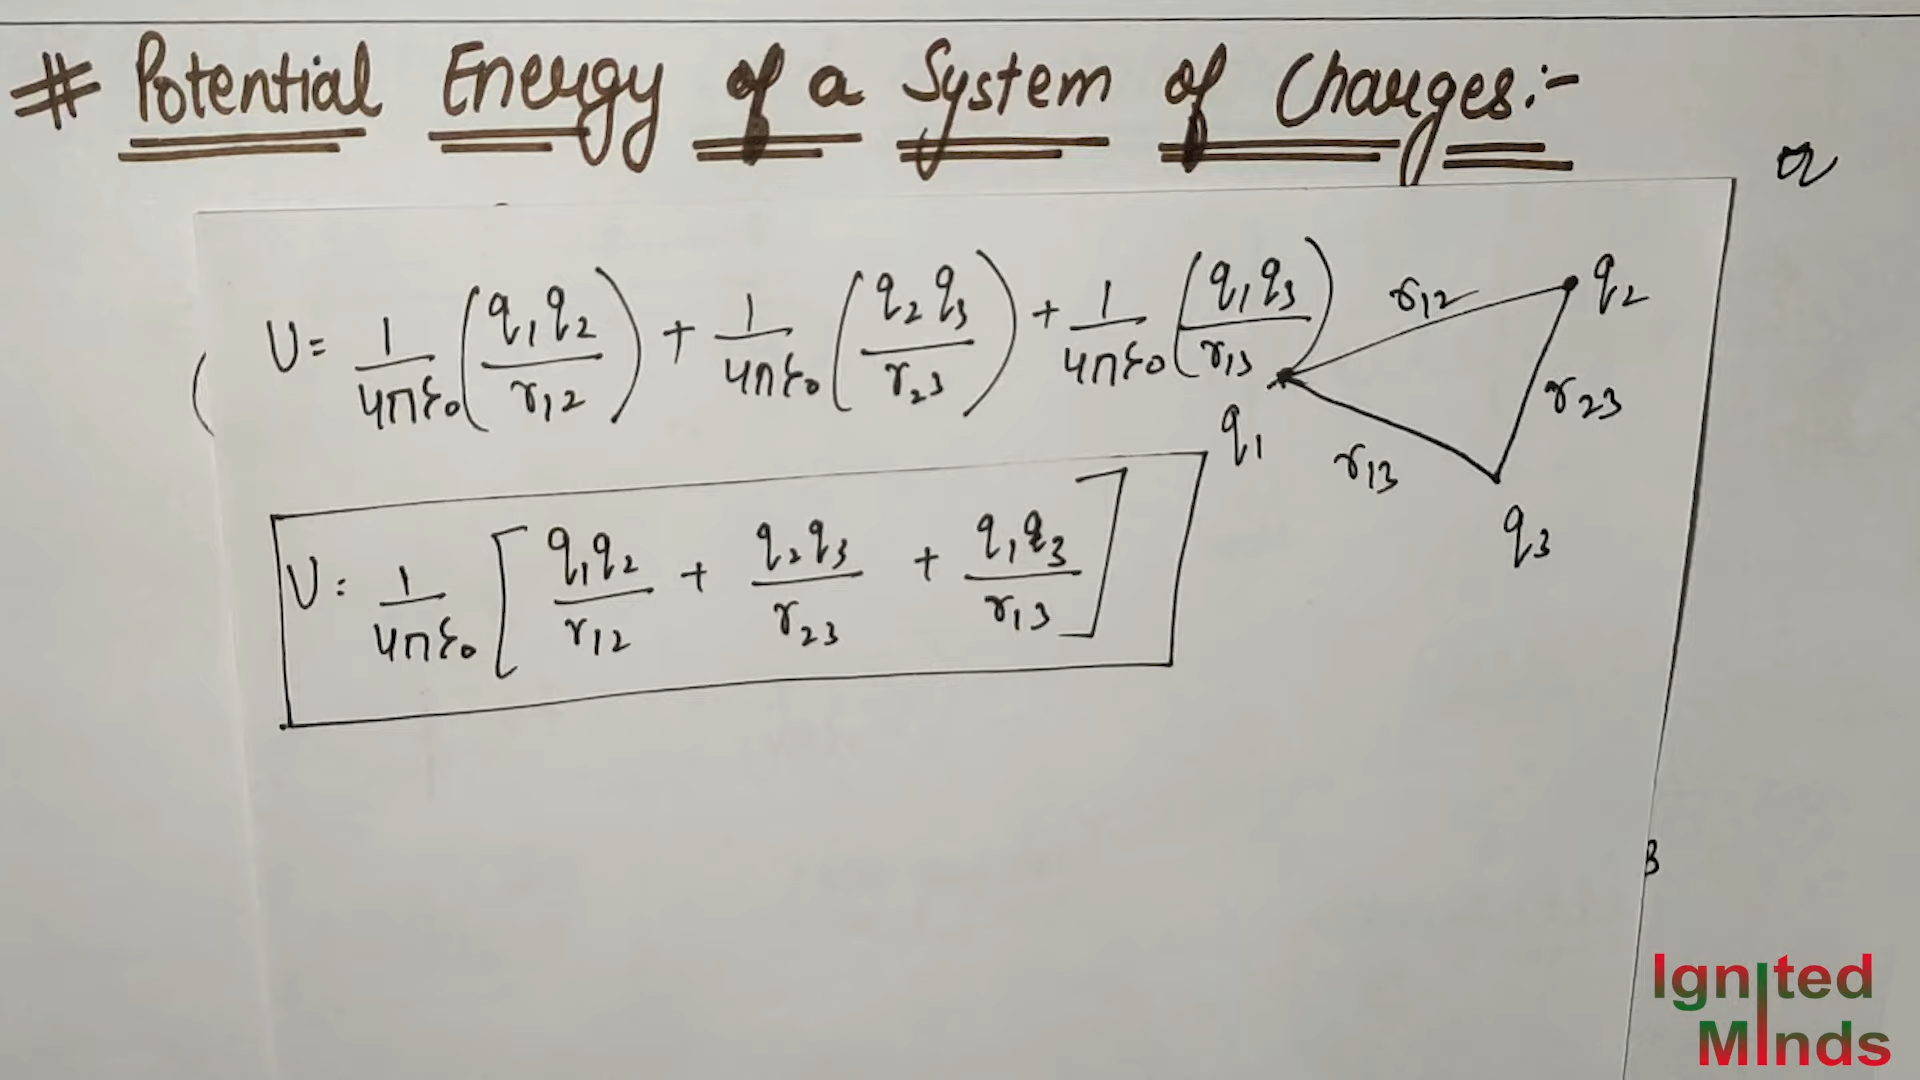 # Potential Energy of a System of Charges:-
U= 1/4πε₀ (q₁q₂/r₁₂) + 1/4πε₀ (q₂q₃/r₂₃) + 1/4πε₀ (q₁q₃/r₁₃)
r₁₂ q₂
r₂₃
q₁ r₁₃
q₃
U= 1/4πε₀ [q₁q₂/r₁₂ + q₂q₃/r₂₃ + q₁q₃/r₁₃]
Ignited
Minds